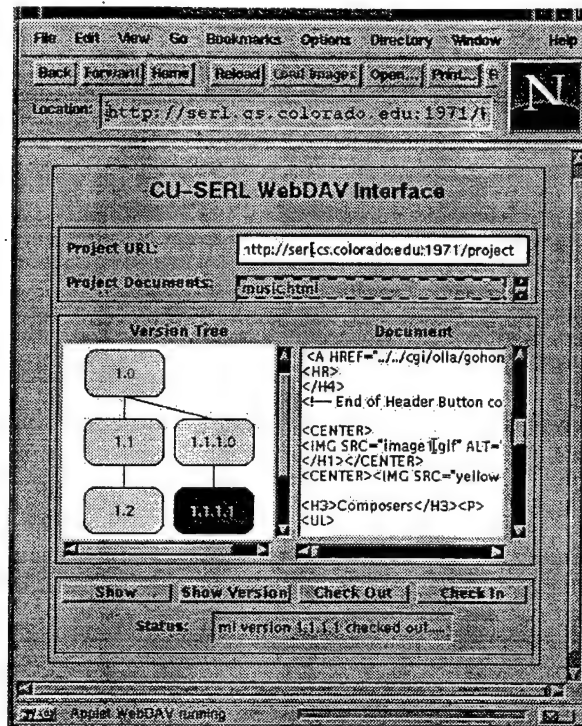 File Edit View Go Bookmarks Options Directory Window Help
Back Forward Home Reload Load Images Open... Print... F
N
Location: http://serl.cs.colorado.edu:1971/
CU-SERL WebDAV Interface
Project URL: http://serl.cs.colorado.edu:1971/project
Project Documents: music.html
Version Tree Document
1.0
1.1 1.1.1.0
1.2 1.1.1.1
<A HREF="../../cgi/olla/gohon
<HR>
</H4>
<!-- End of Header Button co
<CENTER>
<IMG SRC="image1.gif" ALT="
</H1></CENTER>
<CENTER><IMG SRC="yellow
<H3>Composers</H3><P>
<UL>
Show Show Version Check Out Check In
Status: ml version 1.1.1.1 checked out....
Applet WebDAV running